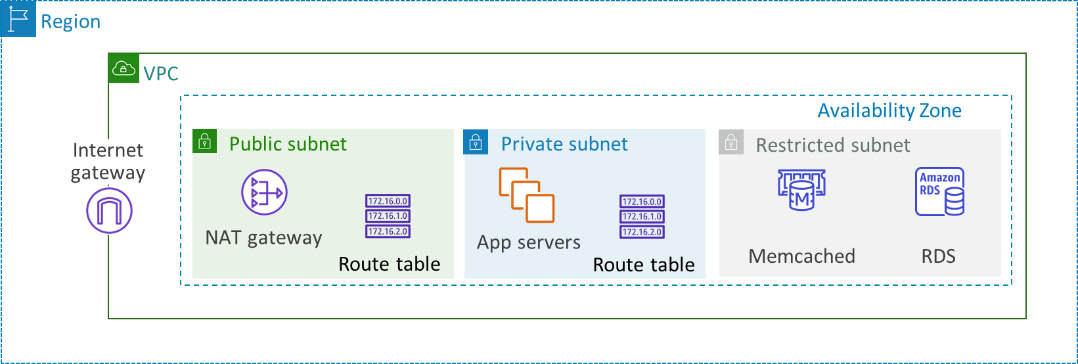 Region
VPC
Availability Zone
Internet
gateway
Public subnet
NAT gateway
172.16.0.0
172.16.1.0
172.16.2.0
Route table
Private subnet
App servers
172.16.0.0
172.16.1.0
172.16.2.0
Route table
Restricted subnet
M
Memcached
Amazon
RDS
RDS